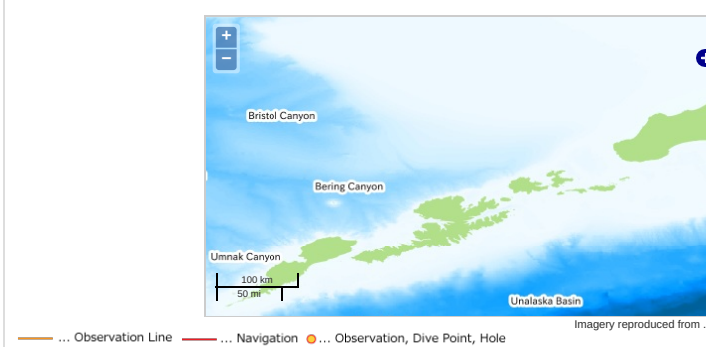 +
−
Bristol Canyon
Bering Canyon
Umnak Canyon
100 km
50 mi
Unalaska Basin
Imagery reproduced from .
... Observation Line ... Navigation ... Observation, Dive Point, Hole